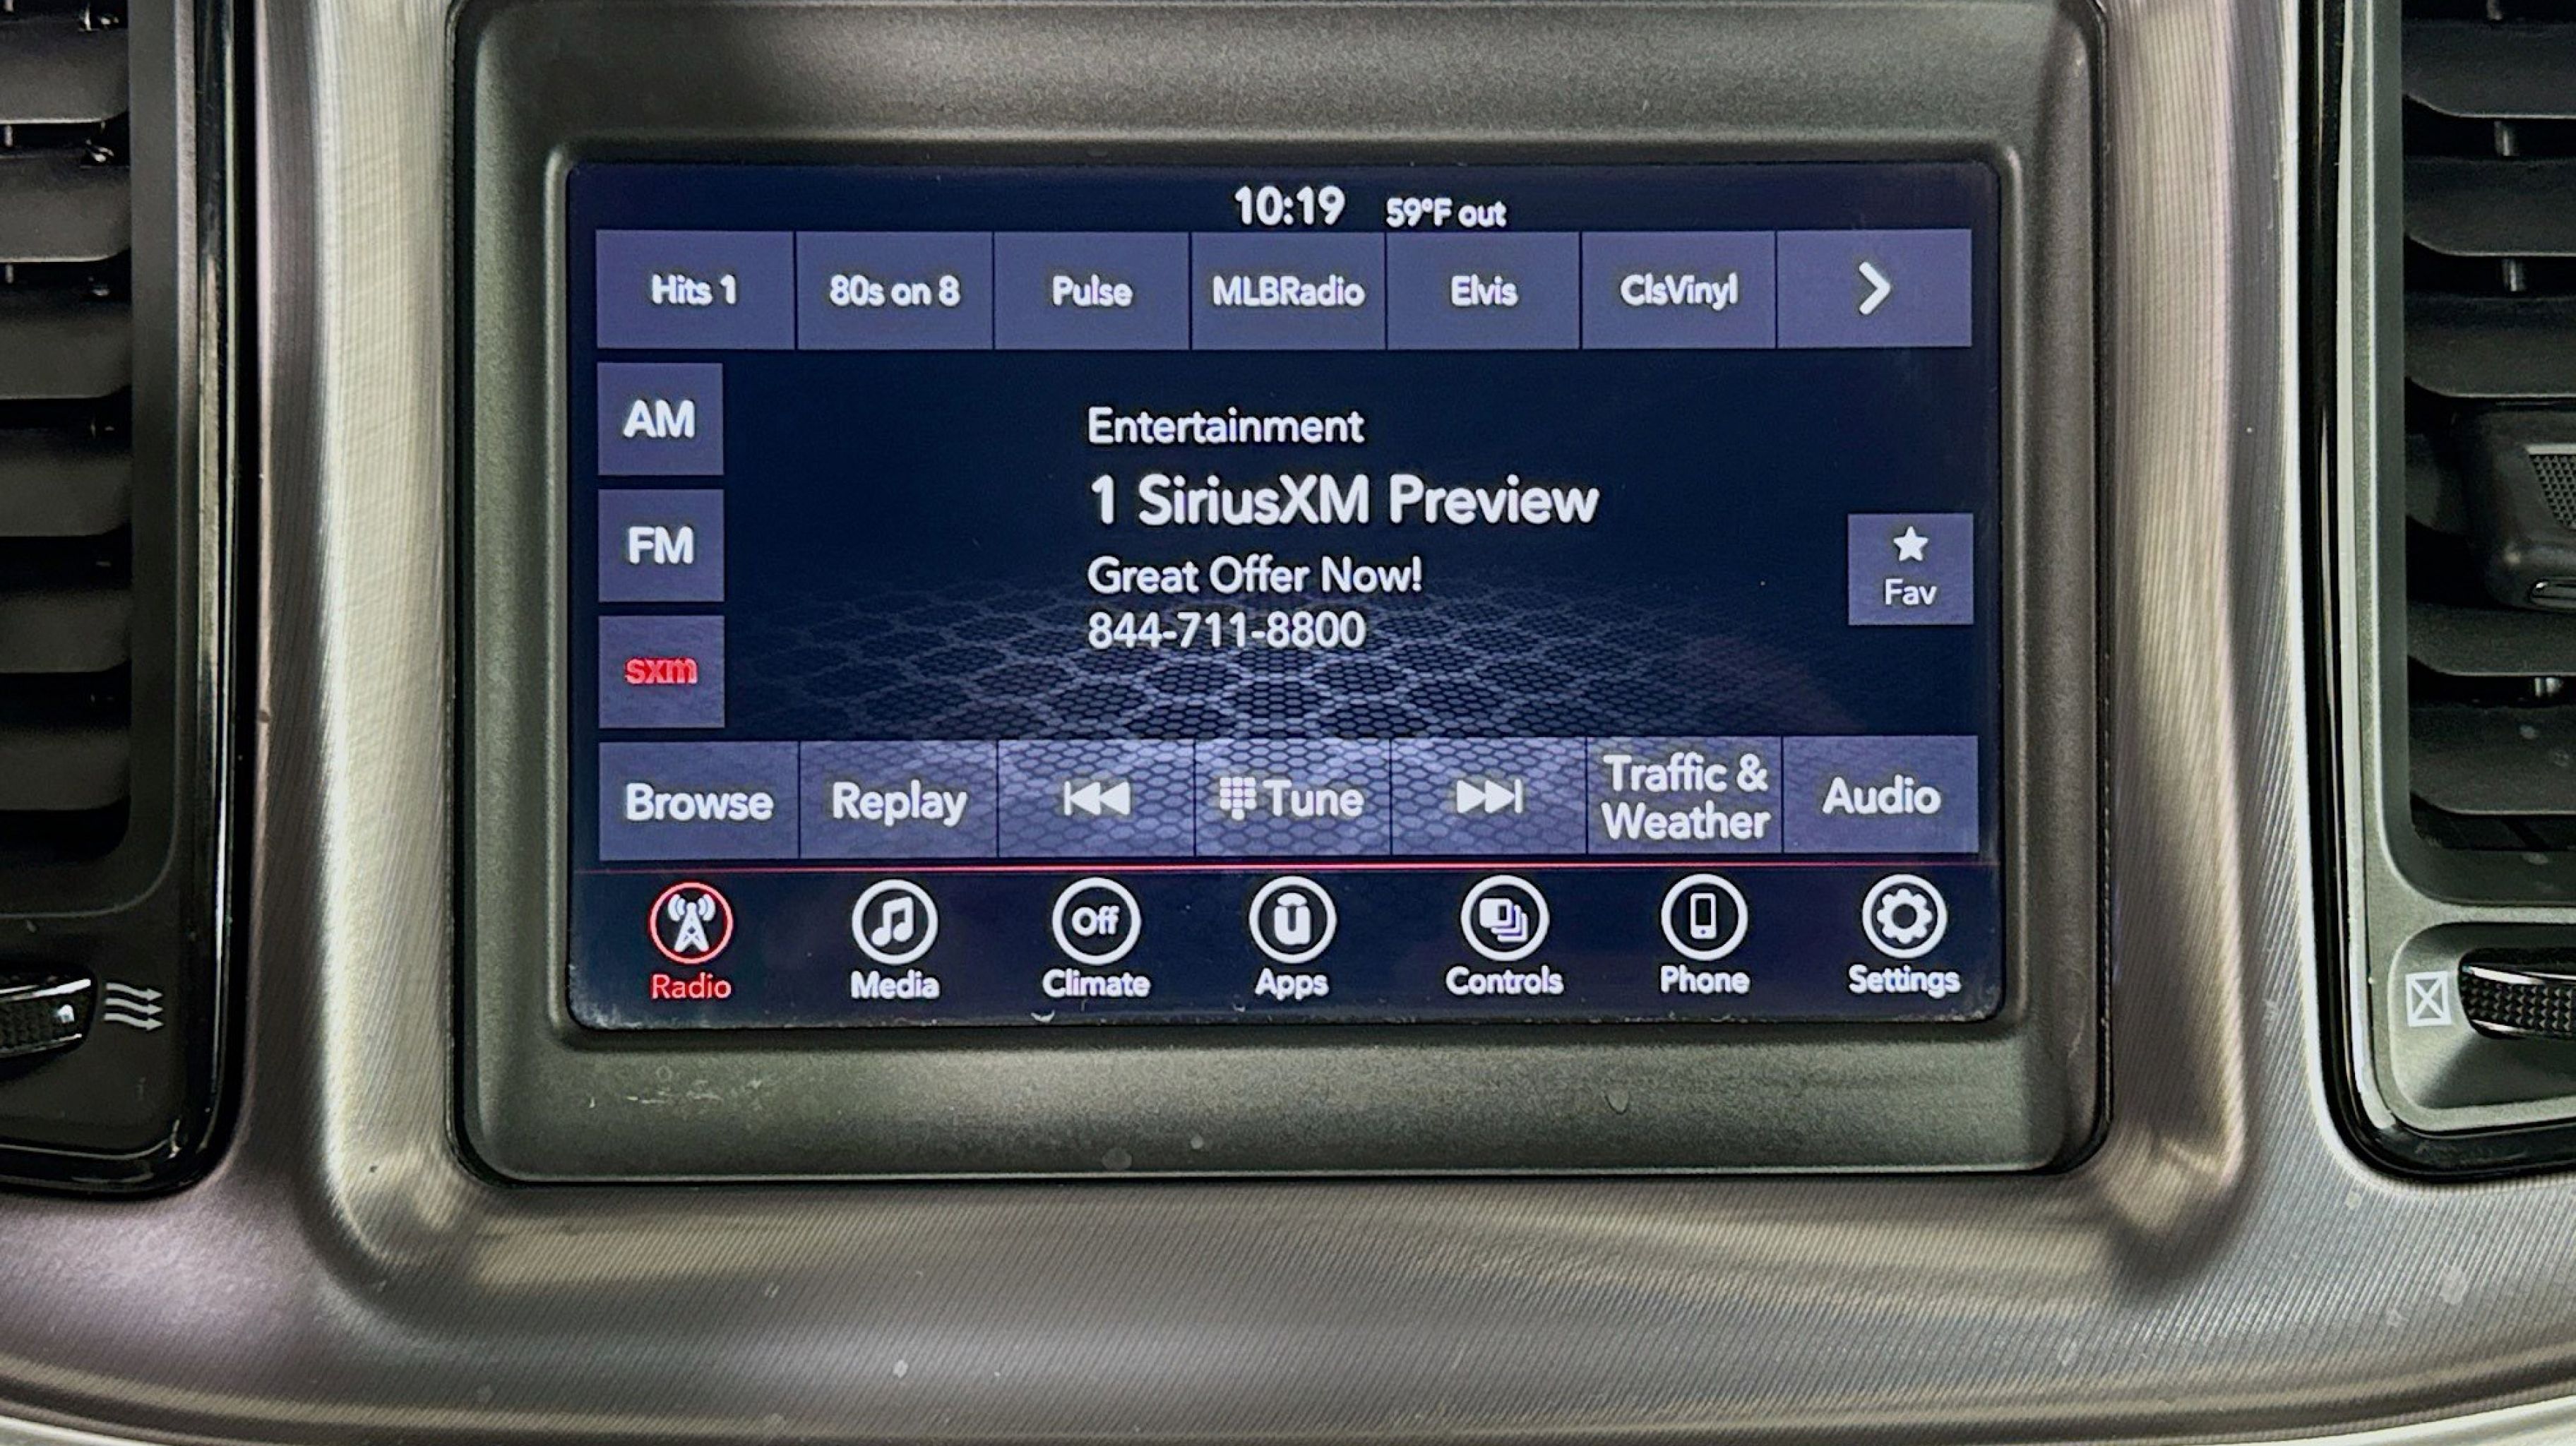 10:19 59°F out
Hits 1 80s on 8 Pulse MLBRadio Elvis ClsVinyl
AM
Entertainment
1 SiriusXM Preview
FM
Great Offer Now!
Fav
844-711-8800
sxm
Browse Replay Tune Traffic & Weather Audio
Off
Radio Media Climate Apps Controls Phone Settings